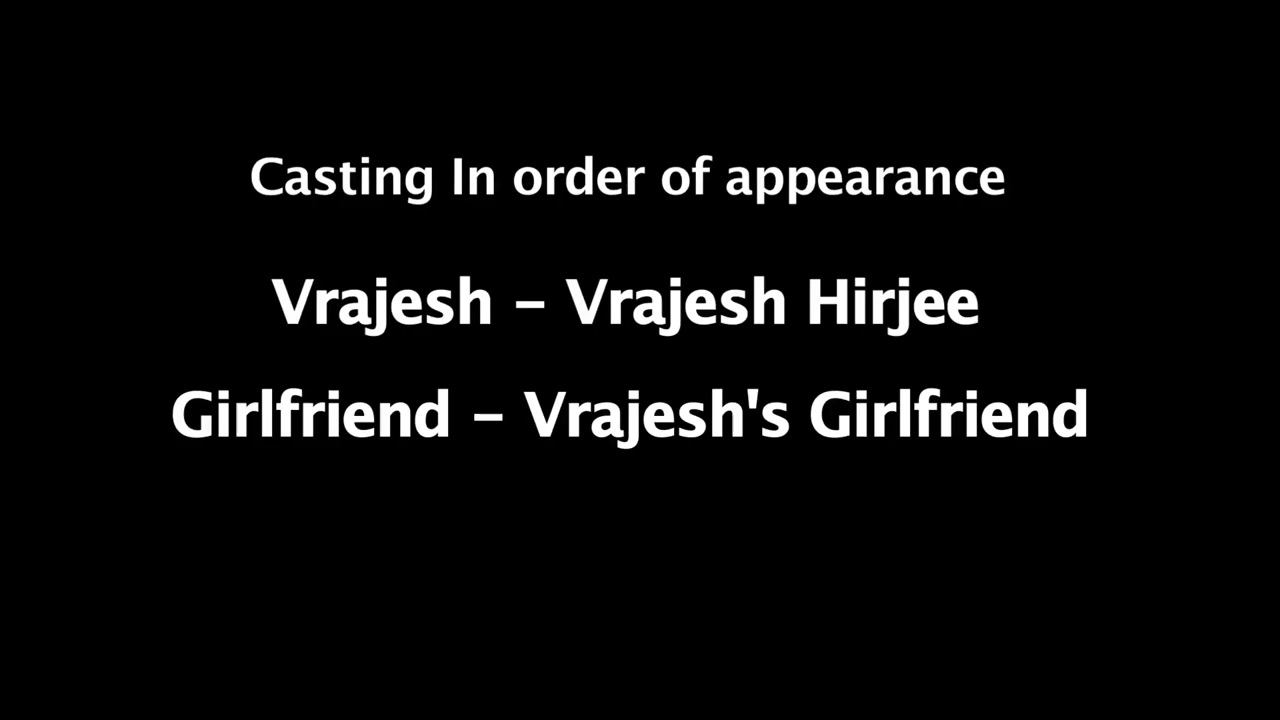 Casting In order of appearance
Vrajesh – Vrajesh Hirjee
Girlfriend – Vrajesh's Girlfriend